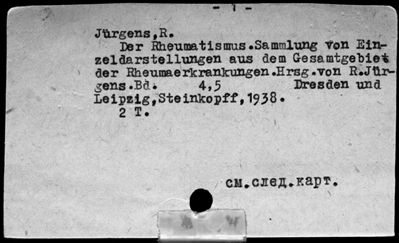 - 1 -
Jürgens,R.
Der Rheumatismus.Sammlung von Ein-
zeldarstellungen aus dem Gesamtgebiet
der Rheumaerkrankungen.Hrsg.von R.Jür-
gens.Bd. 4,5 Dresden und
Leipzig,Steinkopff,1938.
2 T.
см.след.карт.